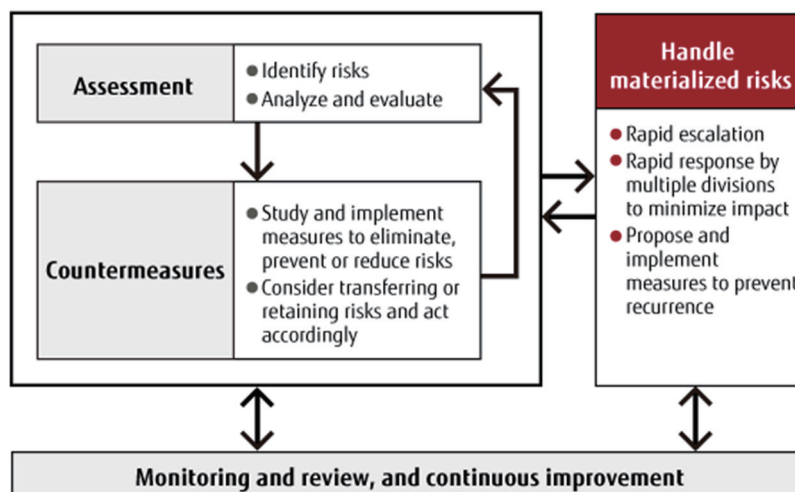 Assessment
● Identify risks
● Analyze and evaluate
Countermeasures
● Study and implement
measures to eliminate,
prevent or reduce risks
● Consider transferring or
retaining risks and act
accordingly
Handle
materialized risks
● Rapid escalation
● Rapid response by
multiple divisions
to minimize impact
● Propose and
implement
measures to prevent
recurrence
Monitoring and review, and continuous improvement